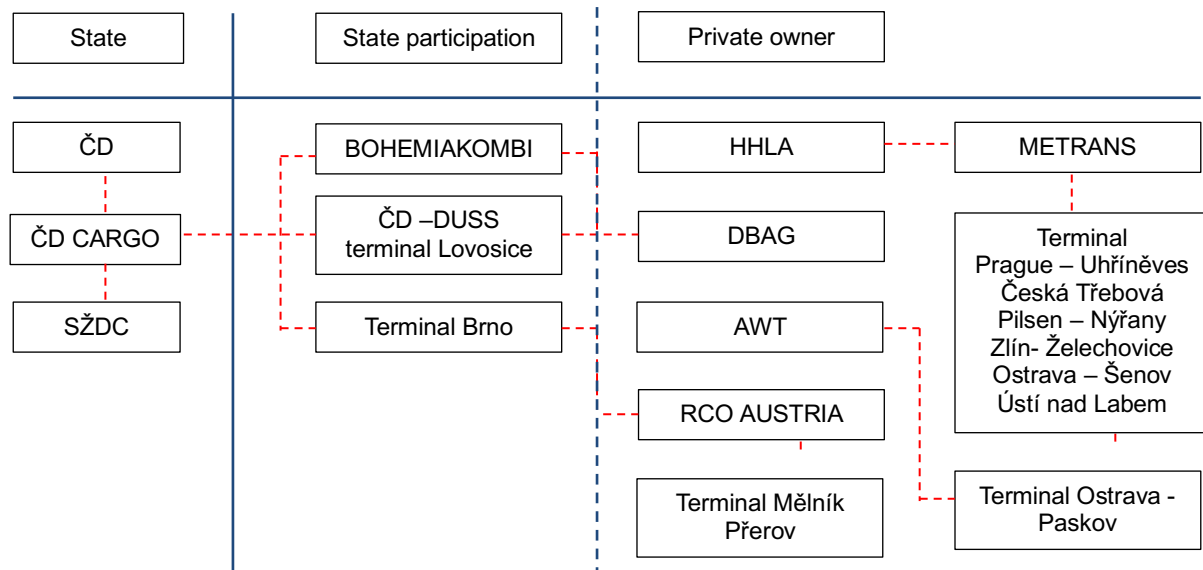 State
State participation
Private owner
ČD
BOHEMIAKOMBI
HHLA
METRANS
ČD CARGO
ČD –DUSS
terminal Lovosice
DBAG
Terminal
Prague – Uhříněves
Česká Třebová
Pilsen – Nýřany
Zlín- Želechovice
Ostrava – Šenov
Ústí nad Labem
SŽDC
Terminal Brno
AWT
RCO AUSTRIA
Terminal Mělník
Přerov
Terminal Ostrava -
Paskov